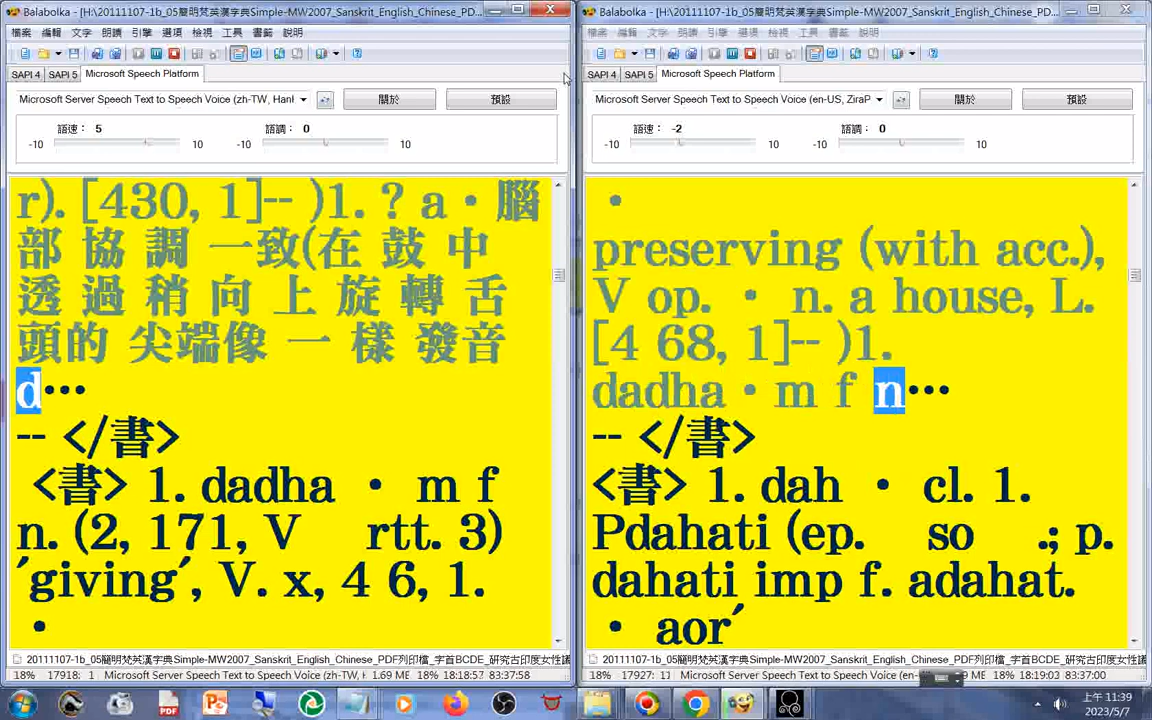 Balabolka - [H:\20111107-1b_05簡明梵英漢字典Simple-MW2007_Sanskrit_English_Chinese_PD...
檔案 編輯 文字 朗讀 引擎 選項 檢視 工具 書籤 說明
SAPI 4 SAPI 5 Microsoft Speech Platform
Microsoft Server Speech Text to Speech Voice (zh-TW, Han
關於 預設
語速： 5 語調： 0
-10 10 -10 10
r). [430, 1]-- )1. ? a • 腦
部 協 調 一致(在 鼓 中
透 過 稍 向 上 旋 轉 舌
頭的 尖端像 一 樣 發音
d…
-- </書>
<書> 1. dadha • m f
n. (2, 171, V rtt. 3)
'giving', V. x, 4 6, 1.
•
20111107-1b_05簡明梵英漢字典Simple-MW2007_Sanskrit_English_Chinese_PDF列印檔_字首BCDE_研究古印度女性議
18% 17918: 1 Microsoft Server Speech Text to Speech Voice (zh-TW, H 1.69 ME 18% 18:18:57 83:37:58
Balabolka - [H:\20111107-1b_05簡明梵英漢字典Simple-MW2007_Sanskrit_English_Chinese_PD...
檔案 編輯 文字 朗讀 引擎 選項 檢視 工具 書籤 說明
SAPI 4 SAPI 5 Microsoft Speech Platform
Microsoft Server Speech Text to Speech Voice (en-US, ZiraP
關於 預設
語速： -2 語調： 0
-10 10 -10 10
•
preserving (with acc.),
V op. • n. a house, L.
[4 68, 1]-- )1.
dadha • m f n…
-- </書>
<書> 1. dah • cl. 1.
Pdahati (ep. so .; p.
dahati imp f. adahat.
• aor'
20111107-1b_05簡明梵英漢字典Simple-MW2007_Sanskrit_English_Chinese_PDF列印檔_字首BCDE_研究古印度女性議
18% 17927: 11 Microsoft Server Speech Text to Speech Voice 18% 18:19:03 83:37:00
上午 11:39
2023/5/7